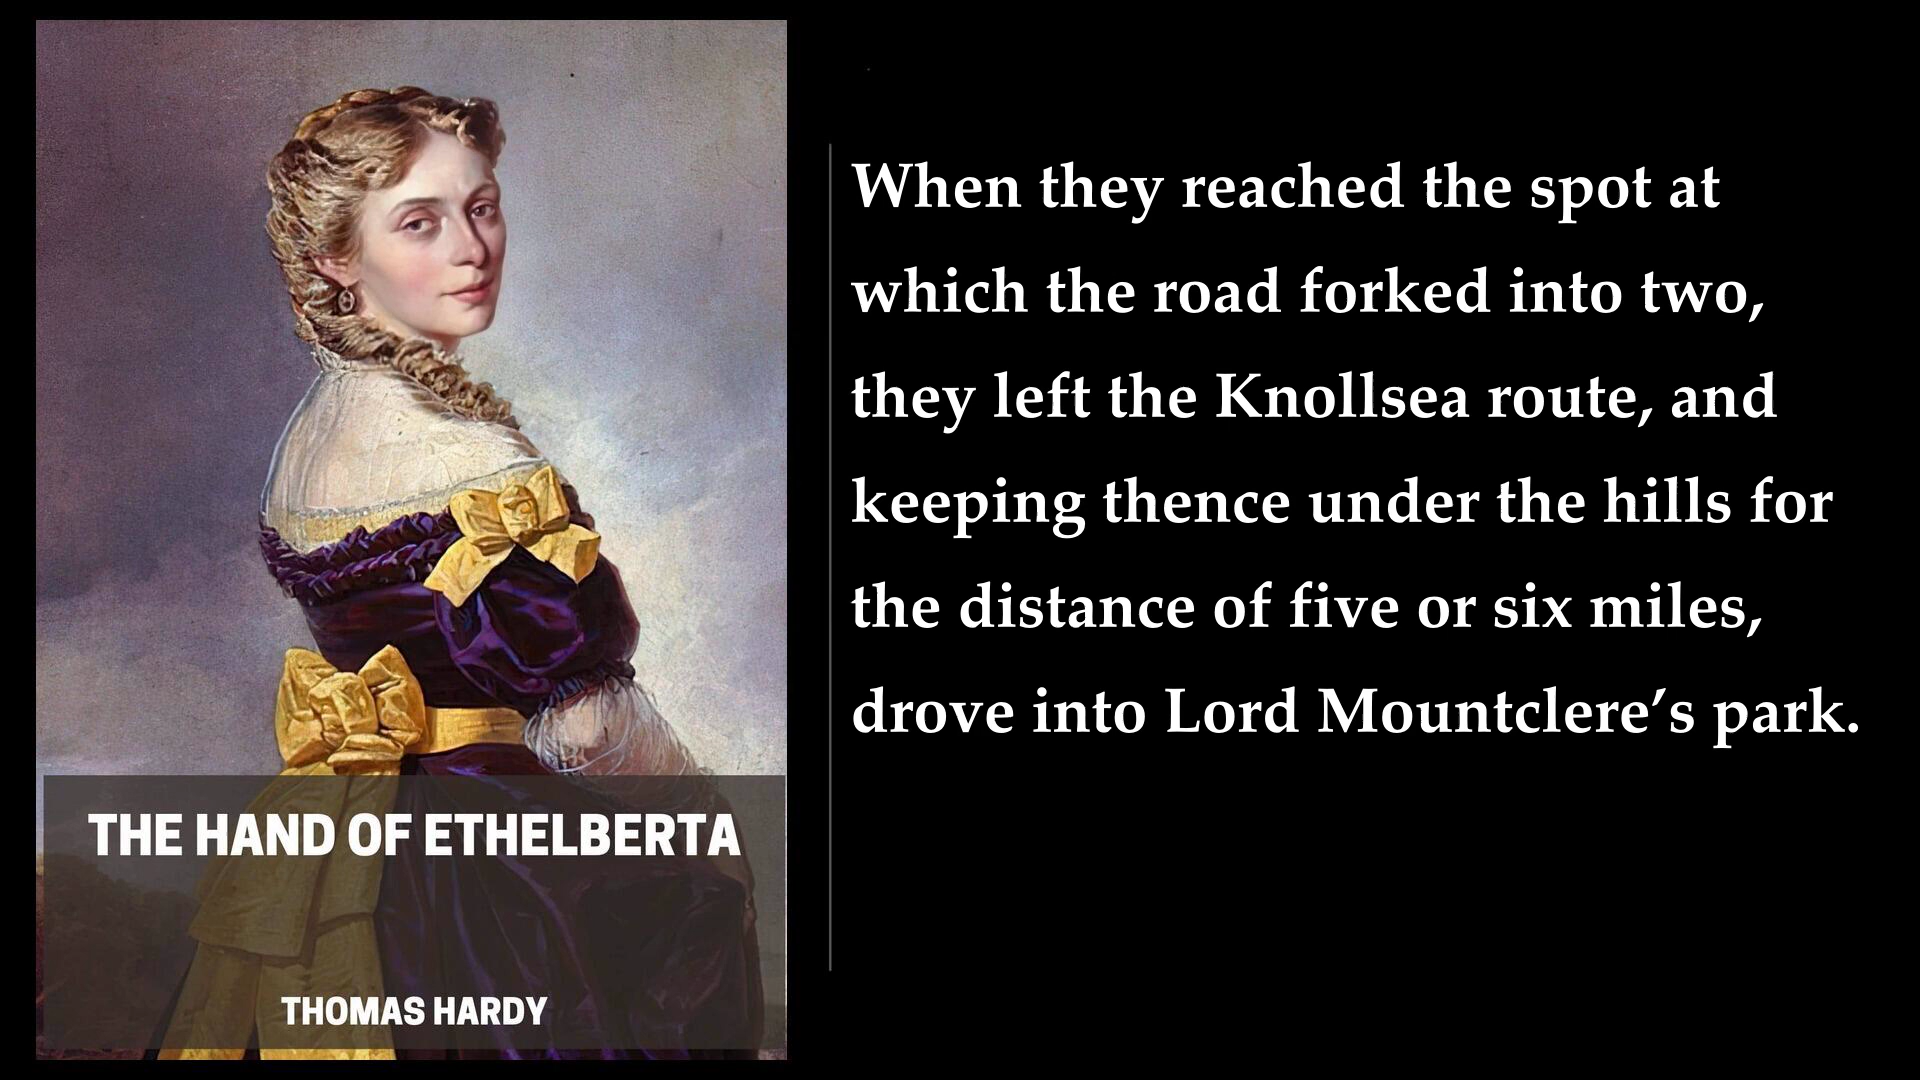 THE HAND OF ETHELBERTA
THOMAS HARDY
When they reached the spot at
which the road forked into two,
they left the Knollsea route, and
keeping thence under the hills for
the distance of five or six miles,
drove into Lord Mountclere’s park.